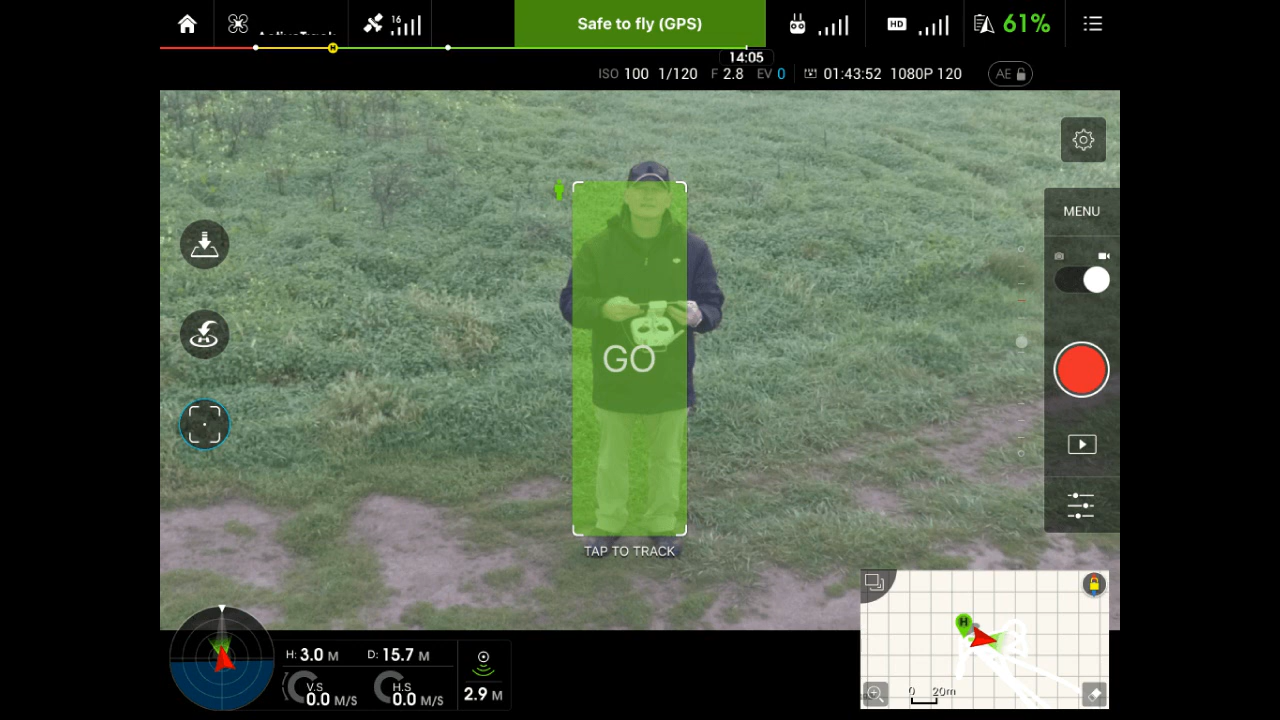 16
Safe to fly (GPS)
HD
61%
H
14:05
ISO 100 1/120 F 2.8 EV 0 01:43:52 1080P 120 AE
MENU
GO
TAP TO TRACK
H: 3.0 M D: 15.7 M
V.S 0.0 M/S H.S 0.0 M/S
2.9 M
H
0 20m